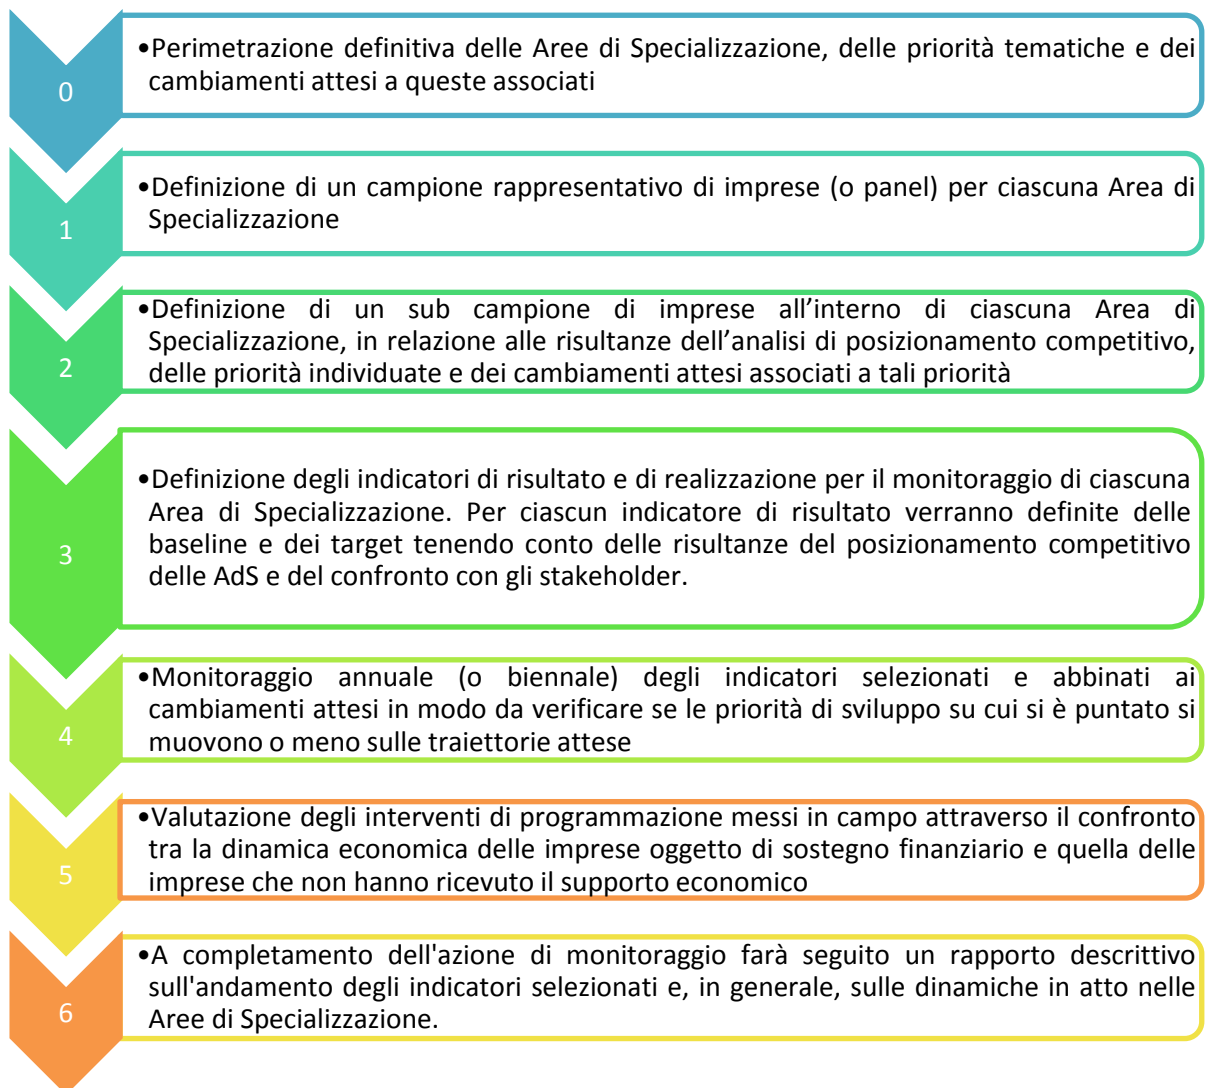 •Perimetrazione definitiva delle Aree di Specializzazione, delle priorità tematiche e dei
cambiamenti attesi a queste associati
0
•Definizione di un campione rappresentativo di imprese (o panel) per ciascuna Area di
Specializzazione
1
•Definizione di un sub campione di imprese all’interno di ciascuna Area di
Specializzazione, in relazione alle risultanze dell’analisi di posizionamento competitivo,
delle priorità individuate e dei cambiamenti attesi associati a tali priorità
2
•Definizione degli indicatori di risultato e di realizzazione per il monitoraggio di ciascuna
Area di Specializzazione. Per ciascun indicatore di risultato verranno definite delle
baseline e dei target tenendo conto delle risultanze del posizionamento competitivo
delle AdS e del confronto con gli stakeholder.
3
•Monitoraggio annuale (o biennale) degli indicatori selezionati e abbinati ai
cambiamenti attesi in modo da verificare se le priorità di sviluppo su cui si è puntato si
muovono o meno sulle traiettorie attese
4
•Valutazione degli interventi di programmazione messi in campo attraverso il confronto
tra la dinamica economica delle imprese oggetto di sostegno finanziario e quella delle
imprese che non hanno ricevuto il supporto economico
5
•A completamento dell'azione di monitoraggio farà seguito un rapporto descrittivo
sull'andamento degli indicatori selezionati e, in generale, sulle dinamiche in atto nelle
Aree di Specializzazione.
6